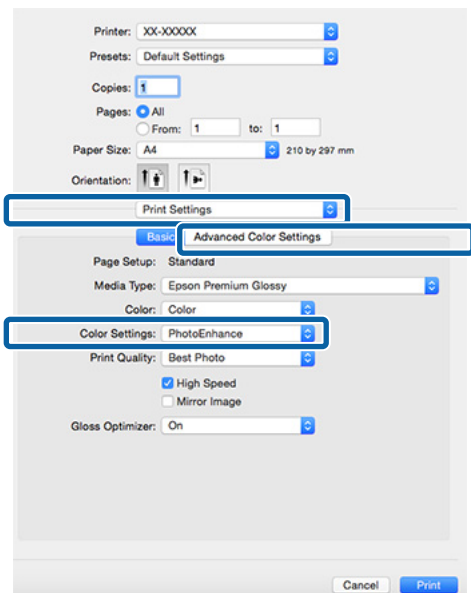 Printer: XX-XXXXX
Presets: Default Settings
Copies: 1
Pages: All
From: 1 to: 1
Paper Size: A4 210 by 297 mm
Orientation:
Print Settings
Basic Advanced Color Settings
Page Setup: Standard
Media Type: Epson Premium Glossy
Color: Color
Color Settings: PhotoEnhance
Print Quality: Best Photo
High Speed
Mirror Image
Gloss Optimizer: On
Cancel Print